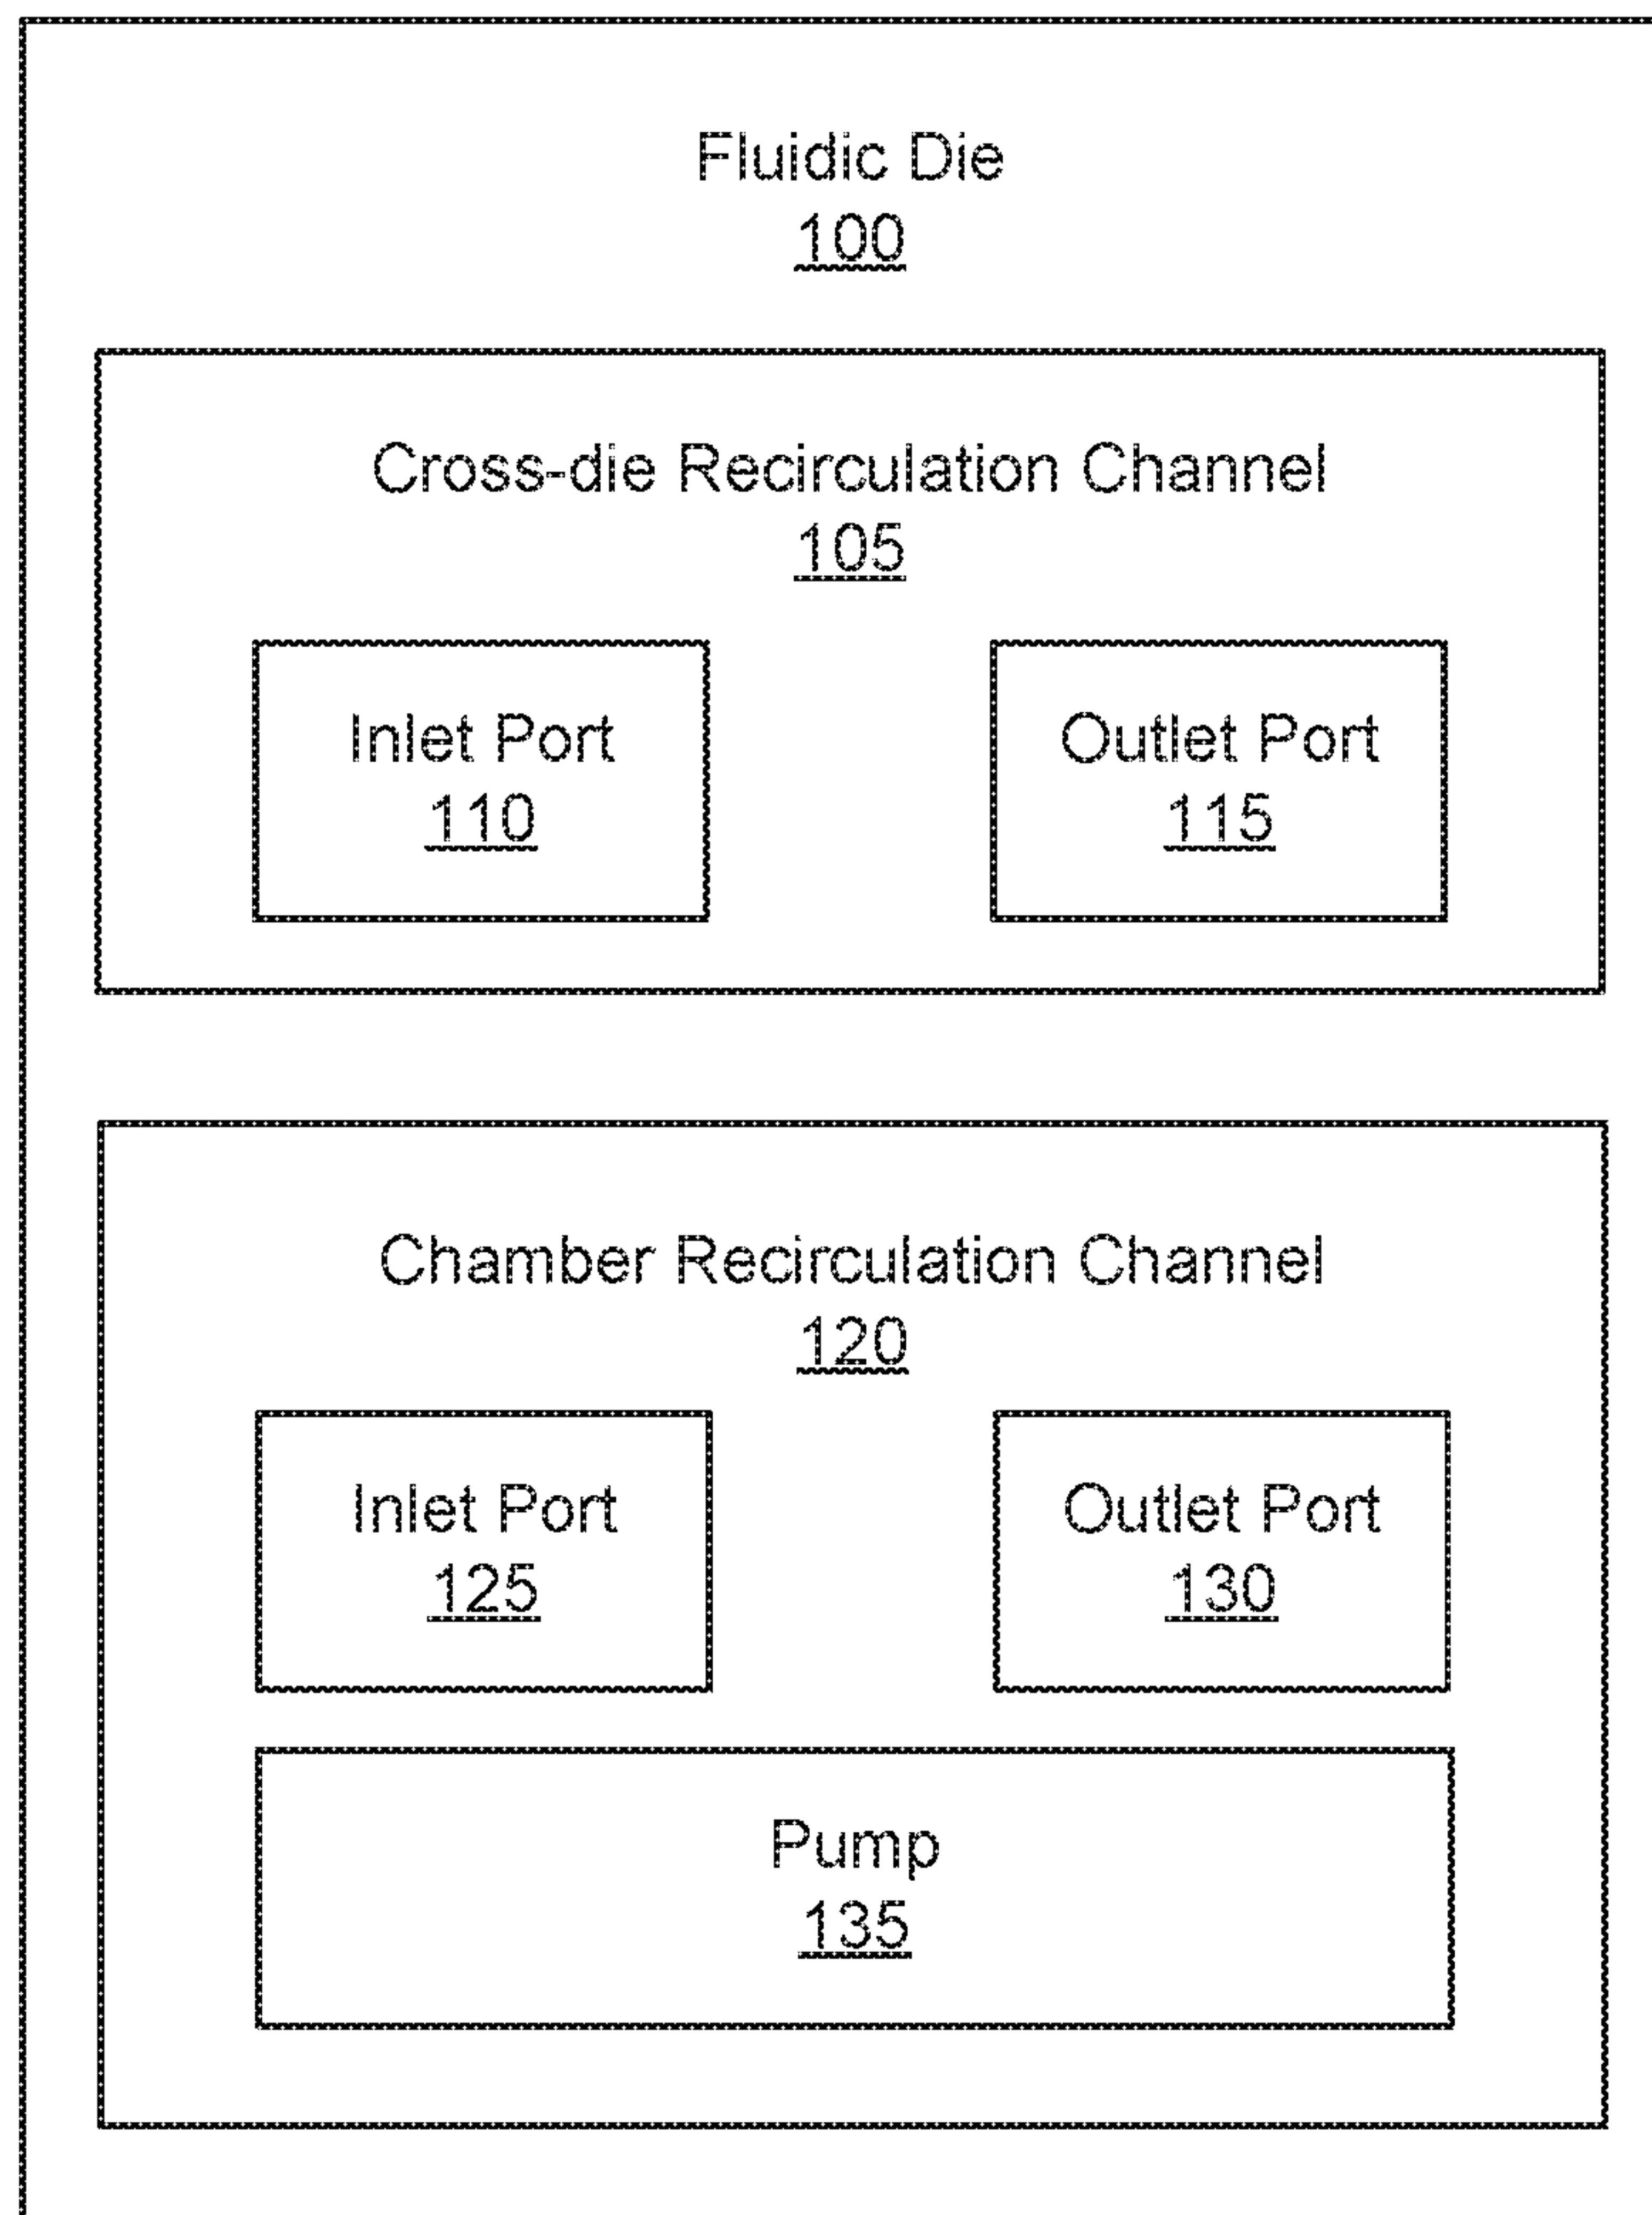 Fluidic Die
100
Cross-die Recirculation Channel
105
Inlet Port
110
Outlet Port
115
Chamber Recirculation Channel
120
Inlet Port
125
Outlet Port
130
Pump
135